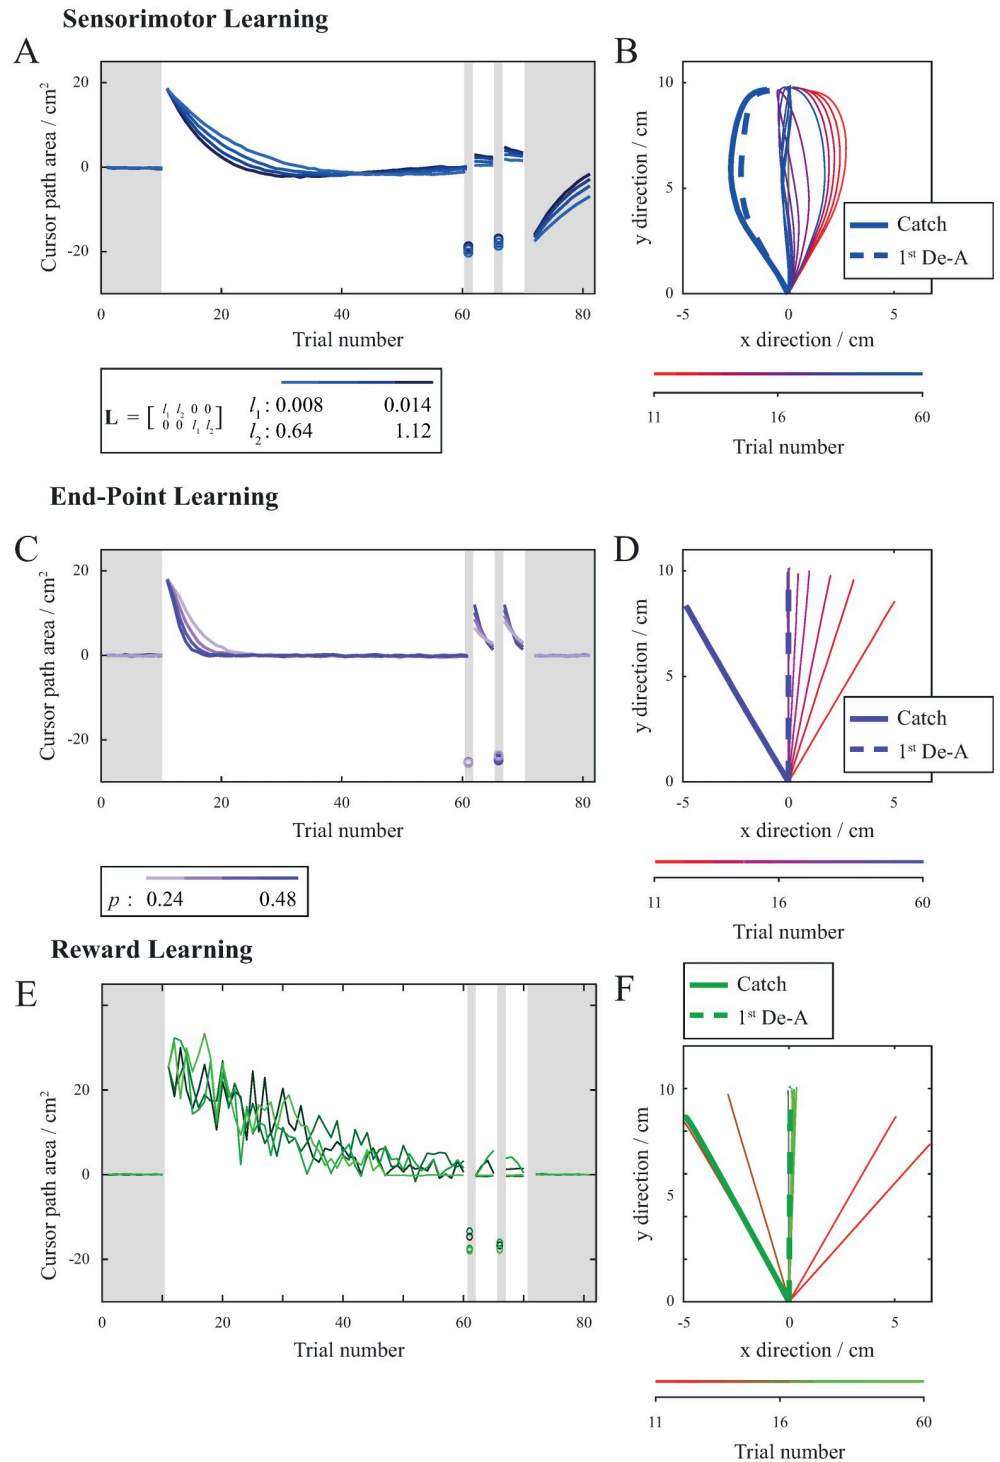 Sensorimotor Learning
A
Cursor path area / cm²
20
0
-20
0
20
40
60
80
Trial number
L = [ l₁ l₂ 0 0
0 0 l₁ l₂ ]
l₁ : 0.008 0.014
l₂ : 0.64 1.12
B
y direction / cm
10
5
0
-5
0
5
x direction / cm
Catch
1st De-A
11
16
60
Trial number
End-Point Learning
C
Cursor path area / cm²
20
0
-20
0
20
40
60
80
Trial number
p : 0.24 0.48
D
y direction / cm
10
5
0
-5
0
5
x direction / cm
Catch
1st De-A
11
16
60
Trial number
Reward Learning
E
Cursor path area / cm²
20
0
-20
0
20
40
60
80
Trial number
F
Catch
1st De-A
y direction / cm
10
5
0
-5
0
5
x direction / cm
11
16
60
Trial number